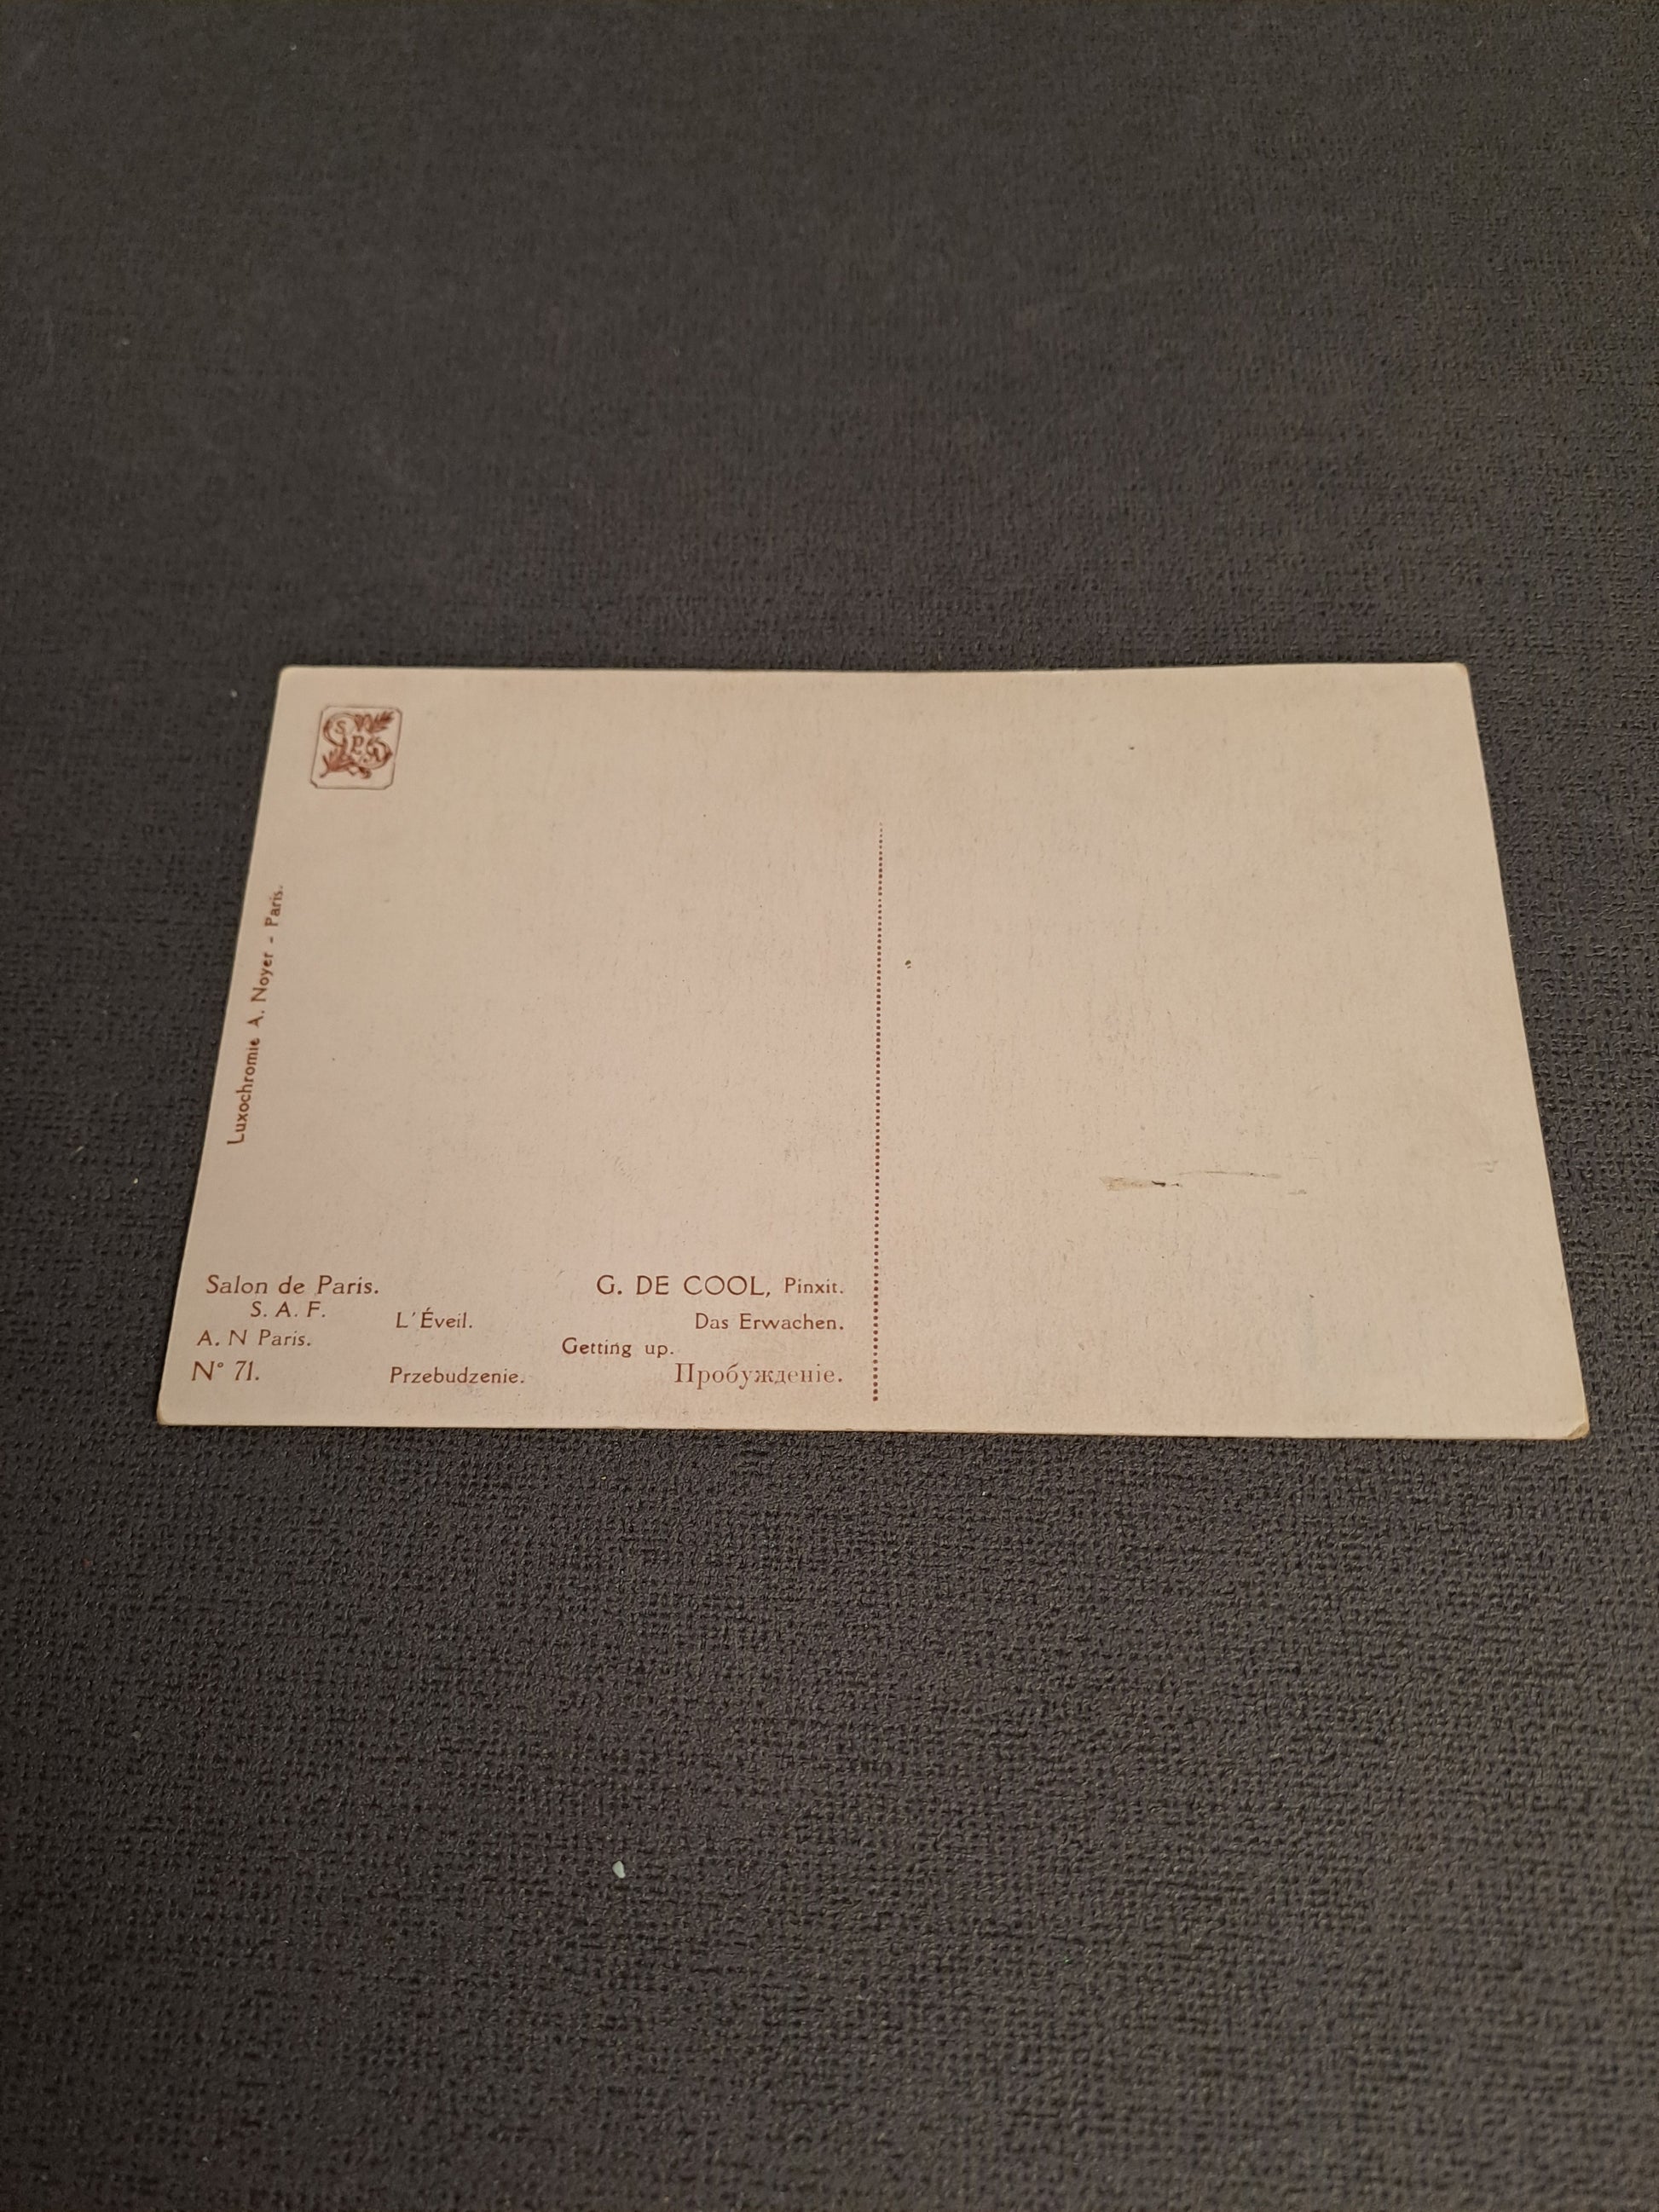 S P A
Luxochromie A. Noyer - Paris.
Salon de Paris. G. DE COOL, Pinxit.
S. A. F. L'Éveil. Das Erwachen.
A. N Paris. Getting up.
N° 71. Przebudzenie. Пробужденіе.